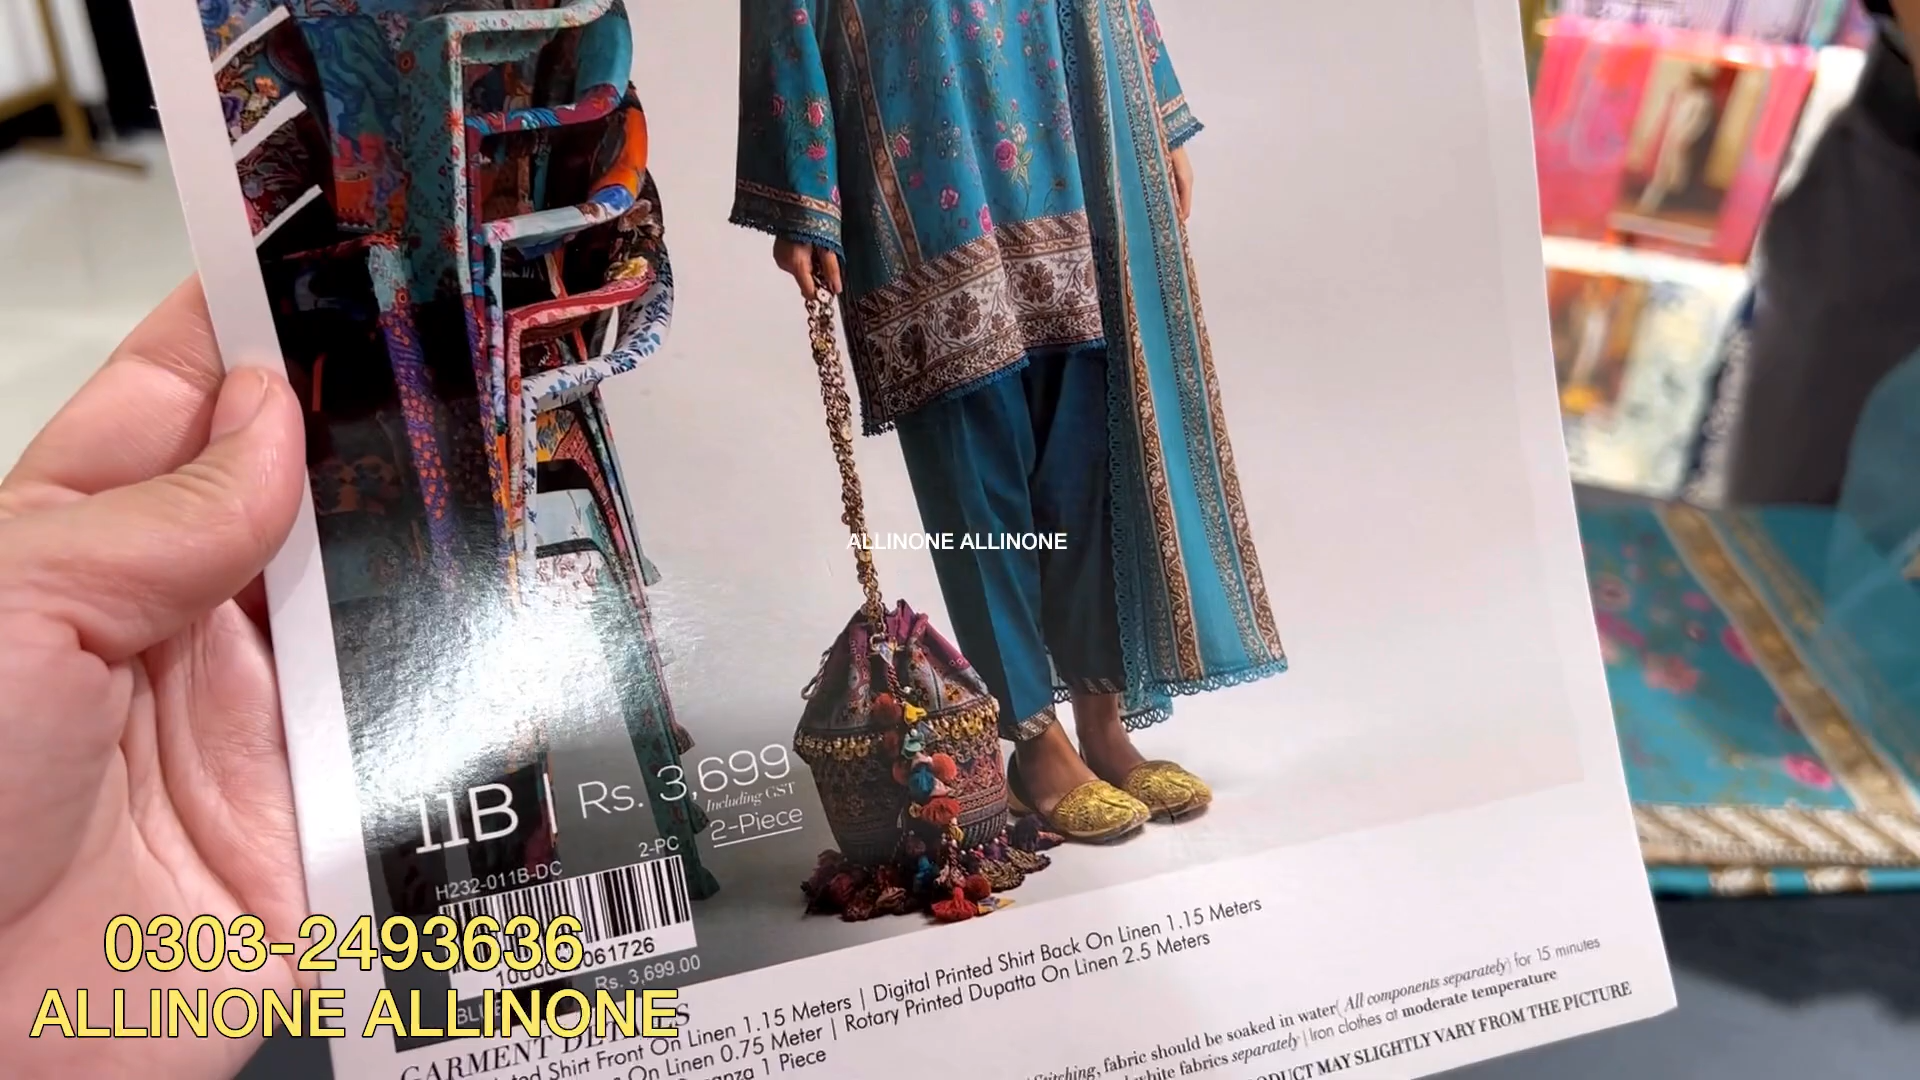 ALLINONE ALLINONE
11B | Rs. 3,699
Including GST
2-Piece
2-PC
H232-011B-DC
061726
Rs. 3,699.00
0303-2493636
ALLINONE ALLINONE
GARMENT DETAILS
Shirt Front On Linen 1.15 Meters | Digital Printed Shirt Back On Linen 1.15 Meters
On Linen 0.75 Meter | Rotary Printed Dupatta On Linen 2.5 Meters
1 Piece
fabric should be soaked in water( All components separately) for 15 minutes
white fabrics separately | Iron clothes at moderate temperature
MAY SLIGHTLY VARY FROM THE PICTURE